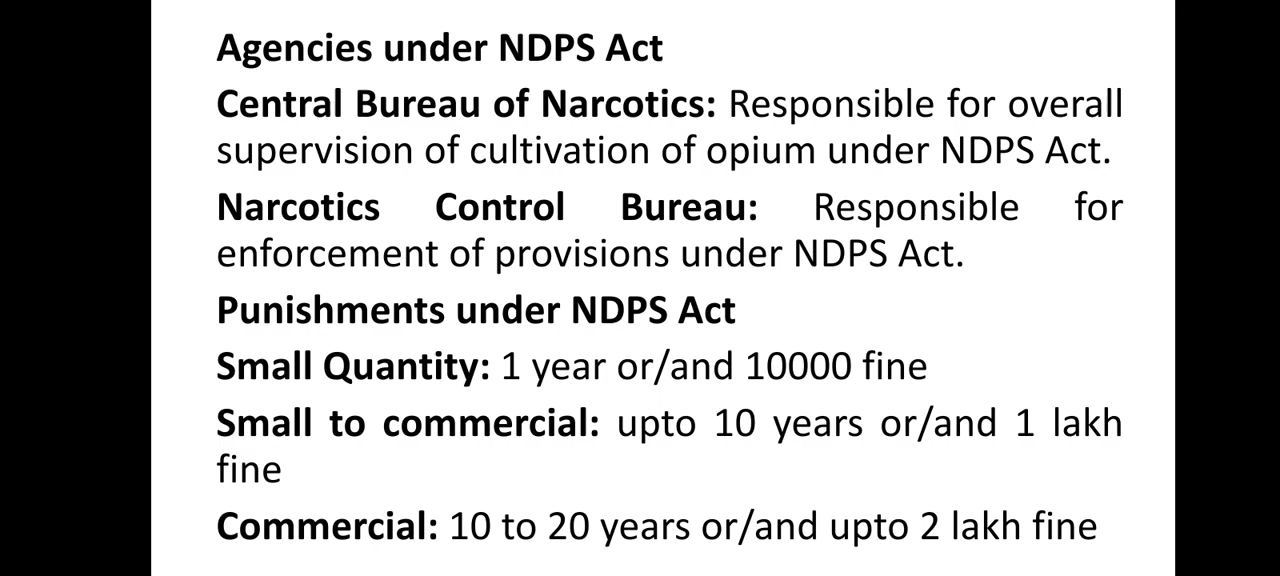 Agencies under NDPS Act
Central Bureau of Narcotics: Responsible for overall
supervision of cultivation of opium under NDPS Act.
Narcotics Control Bureau: Responsible for
enforcement of provisions under NDPS Act.
Punishments under NDPS Act
Small Quantity: 1 year or/and 10000 fine
Small to commercial: upto 10 years or/and 1 lakh
fine
Commercial: 10 to 20 years or/and upto 2 lakh fine